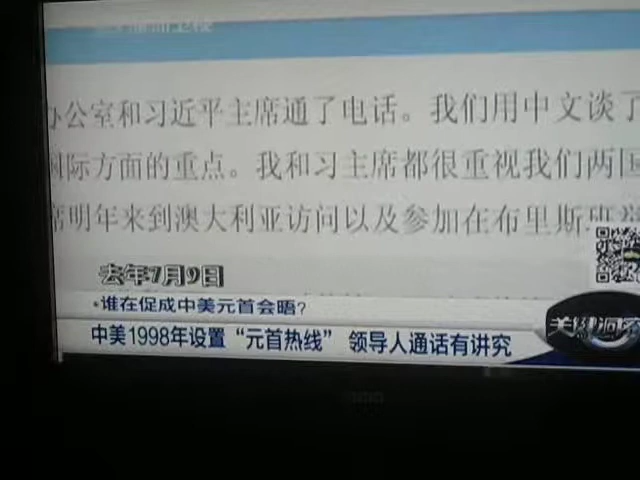 办公室和习近平主席通了电话。我们用中文谈了
国际方面的重点。我和习主席都很重视我们两国
席明年来到澳大利亚访问以及参加在布里斯班举
去年7月9日
·谁在促成中美元首会晤?
中美1998年设置“元首热线” 领导人通话有讲究